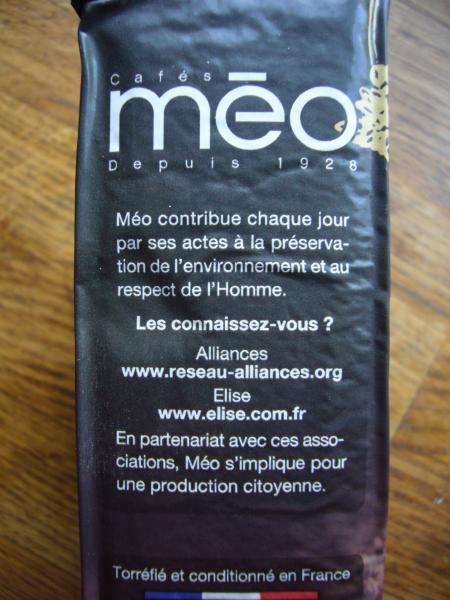 Cafés
mēo
Depuis 1928
Méo contribue chaque jour
par ses actes à la préserva-
tion de l'environnement et au
respect de l'Homme.
Les connaissez-vous ?
Alliances
www.reseau-alliances.org
Elise
www.elise.com.fr
En partenariat avec ces asso-
ciations, Méo s'implique pour
une production citoyenne.
Torréfié et conditionné en France